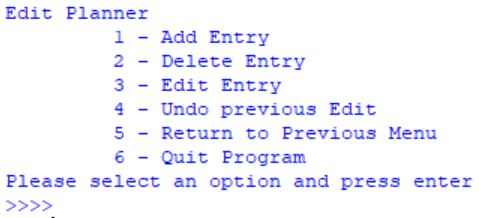 Edit Planner
1 - Add Entry
2 - Delete Entry
3 - Edit Entry
4 - Undo previous Edit
5 - Return to Previous Menu
6 - Quit Program
Please select an option and press enter
>>>>